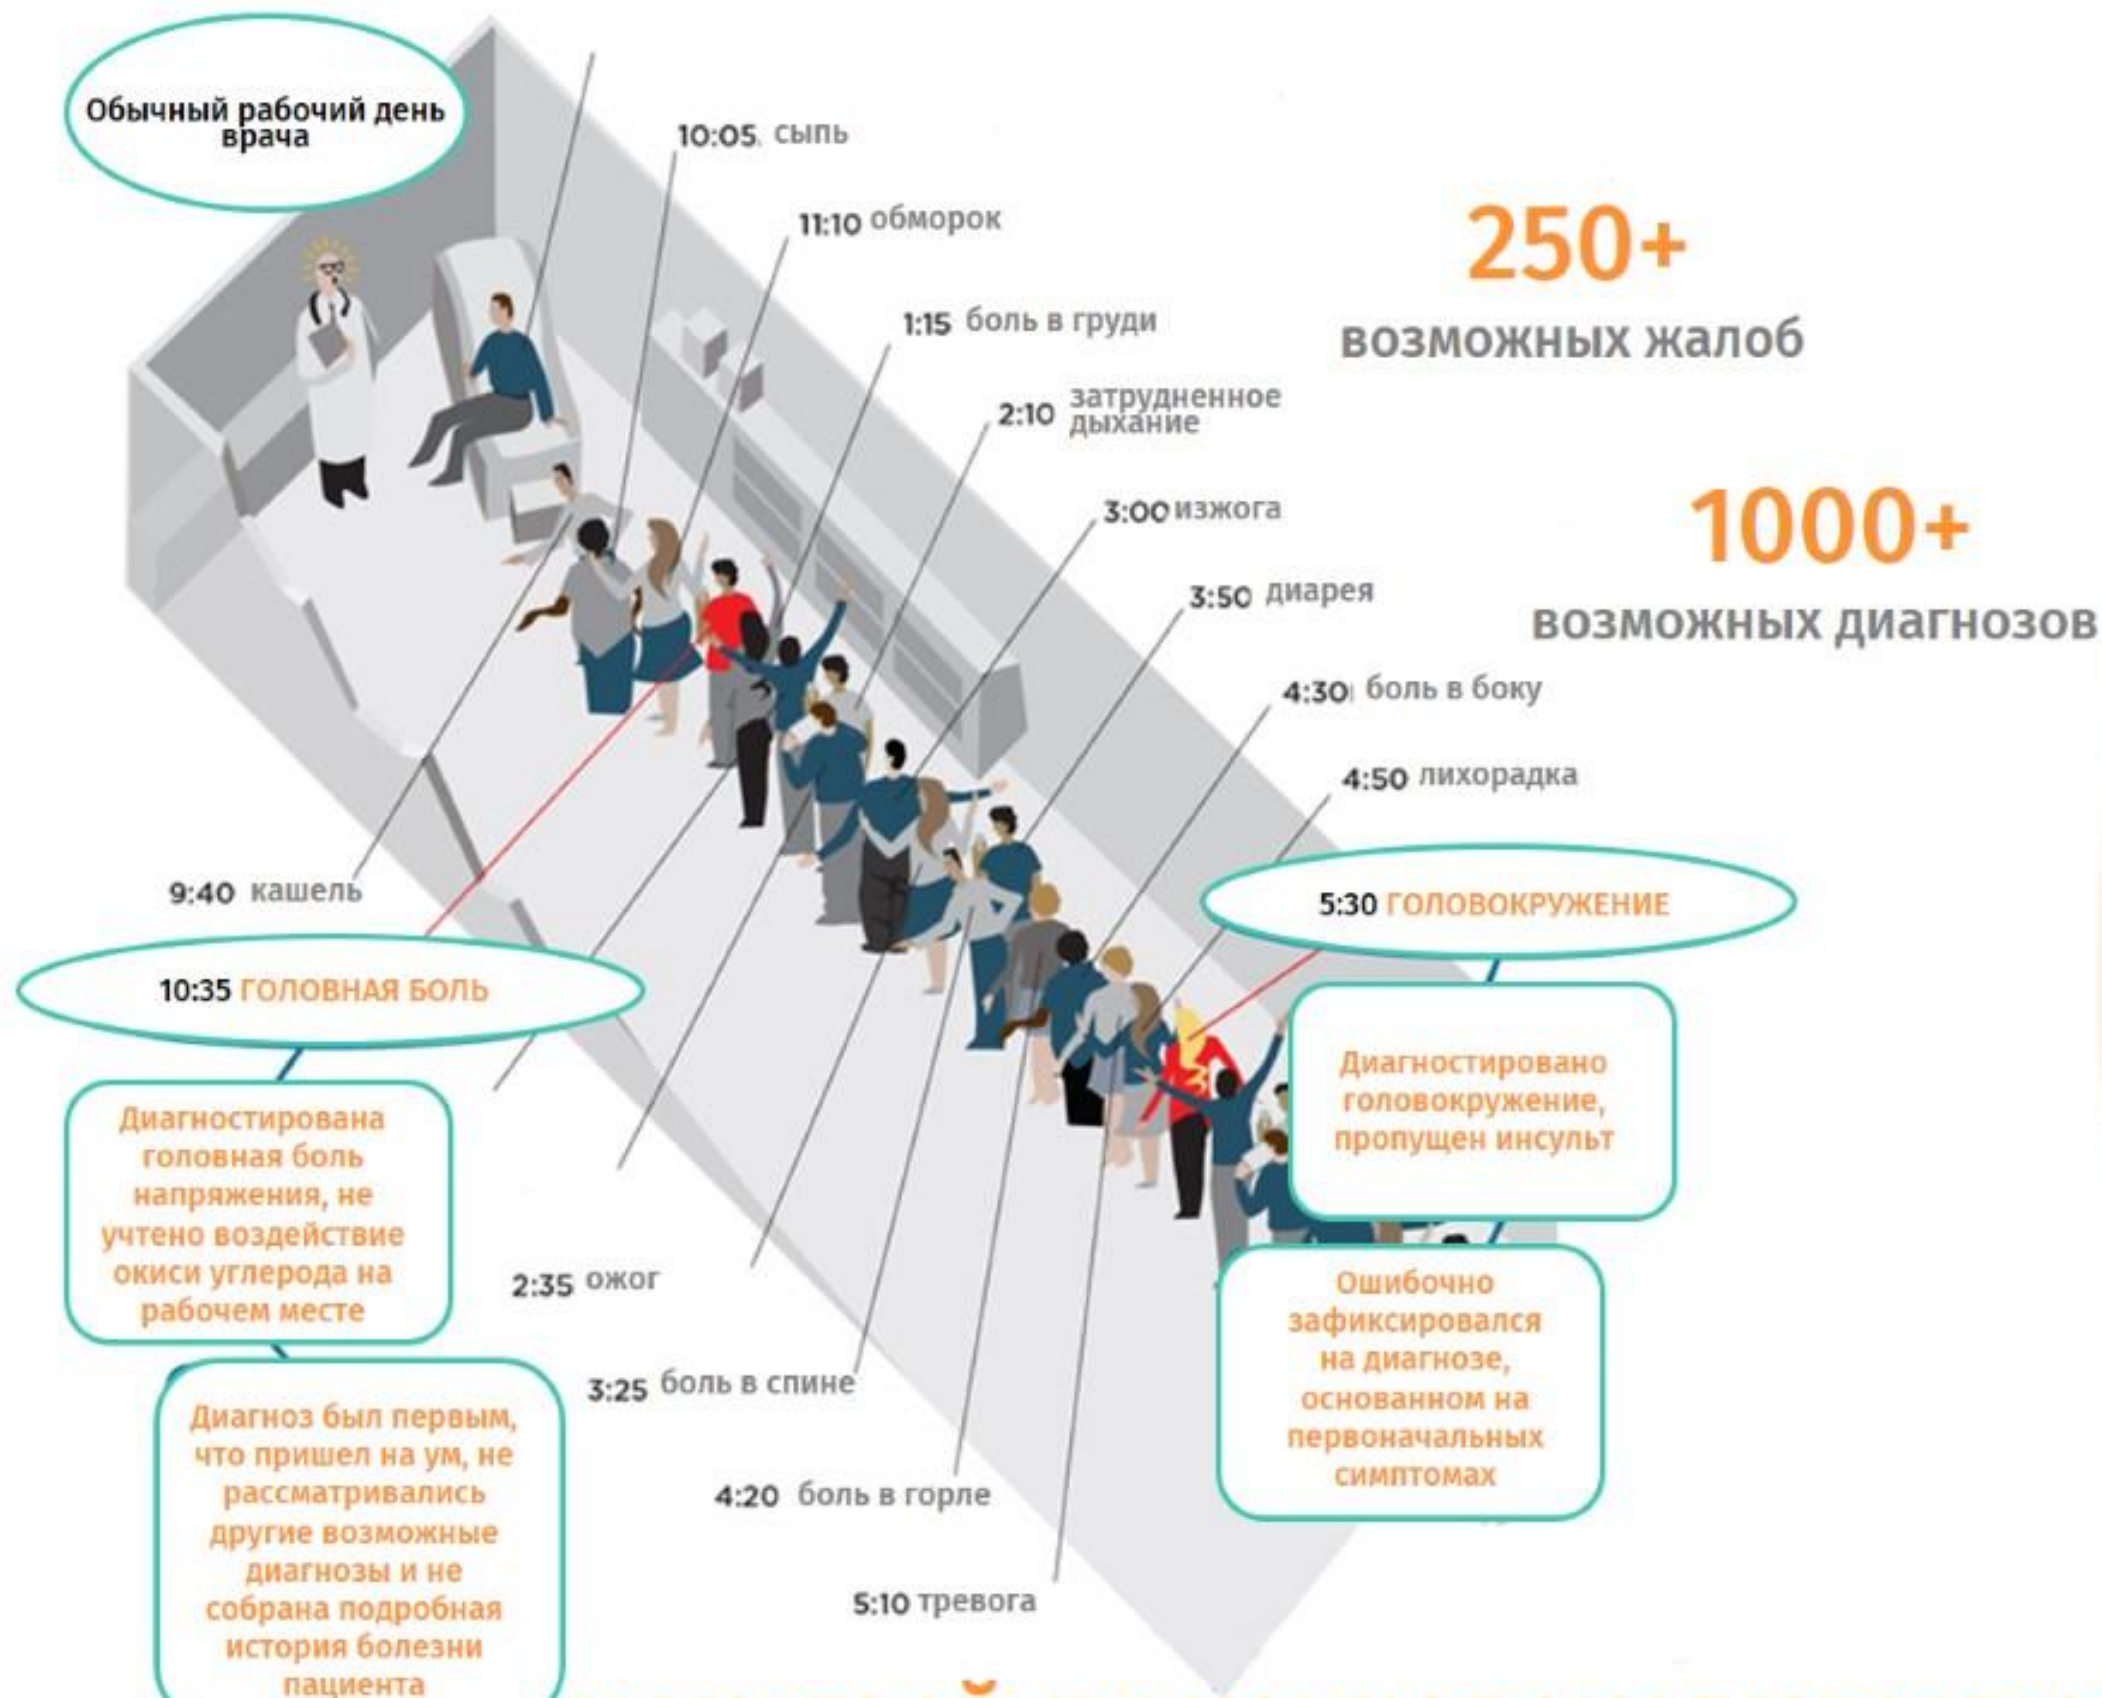 Обычный рабочий день
врача
10:05 сыпь
11:10 обморок
1:15 боль в груди
2:10 затрудненное
дыхание
3:00 изжога
3:50 диарея
4:30 боль в боку
4:50 лихорадка
250+
возможных жалоб
1000+
возможных диагнозов
9:40 кашель
10:35 ГОЛОВНАЯ БОЛЬ
Диагностирована
головная боль
напряжения, не
учтено воздействие
окиси углерода на
рабочем месте
Диагноз был первым,
что пришел на ум, не
рассматривались
другие возможные
диагнозы и не
собрана подробная
история болезни
пациента
2:35 ожог
3:25 боль в спине
4:20 боль в горле
5:10 тревога
5:30 ГОЛОВОКРУЖЕНИЕ
Диагностировано
головокружение,
пропущен инсульт
Ошибочно
зафиксировался
на диагнозе,
основанном на
первоначальных
симптомах